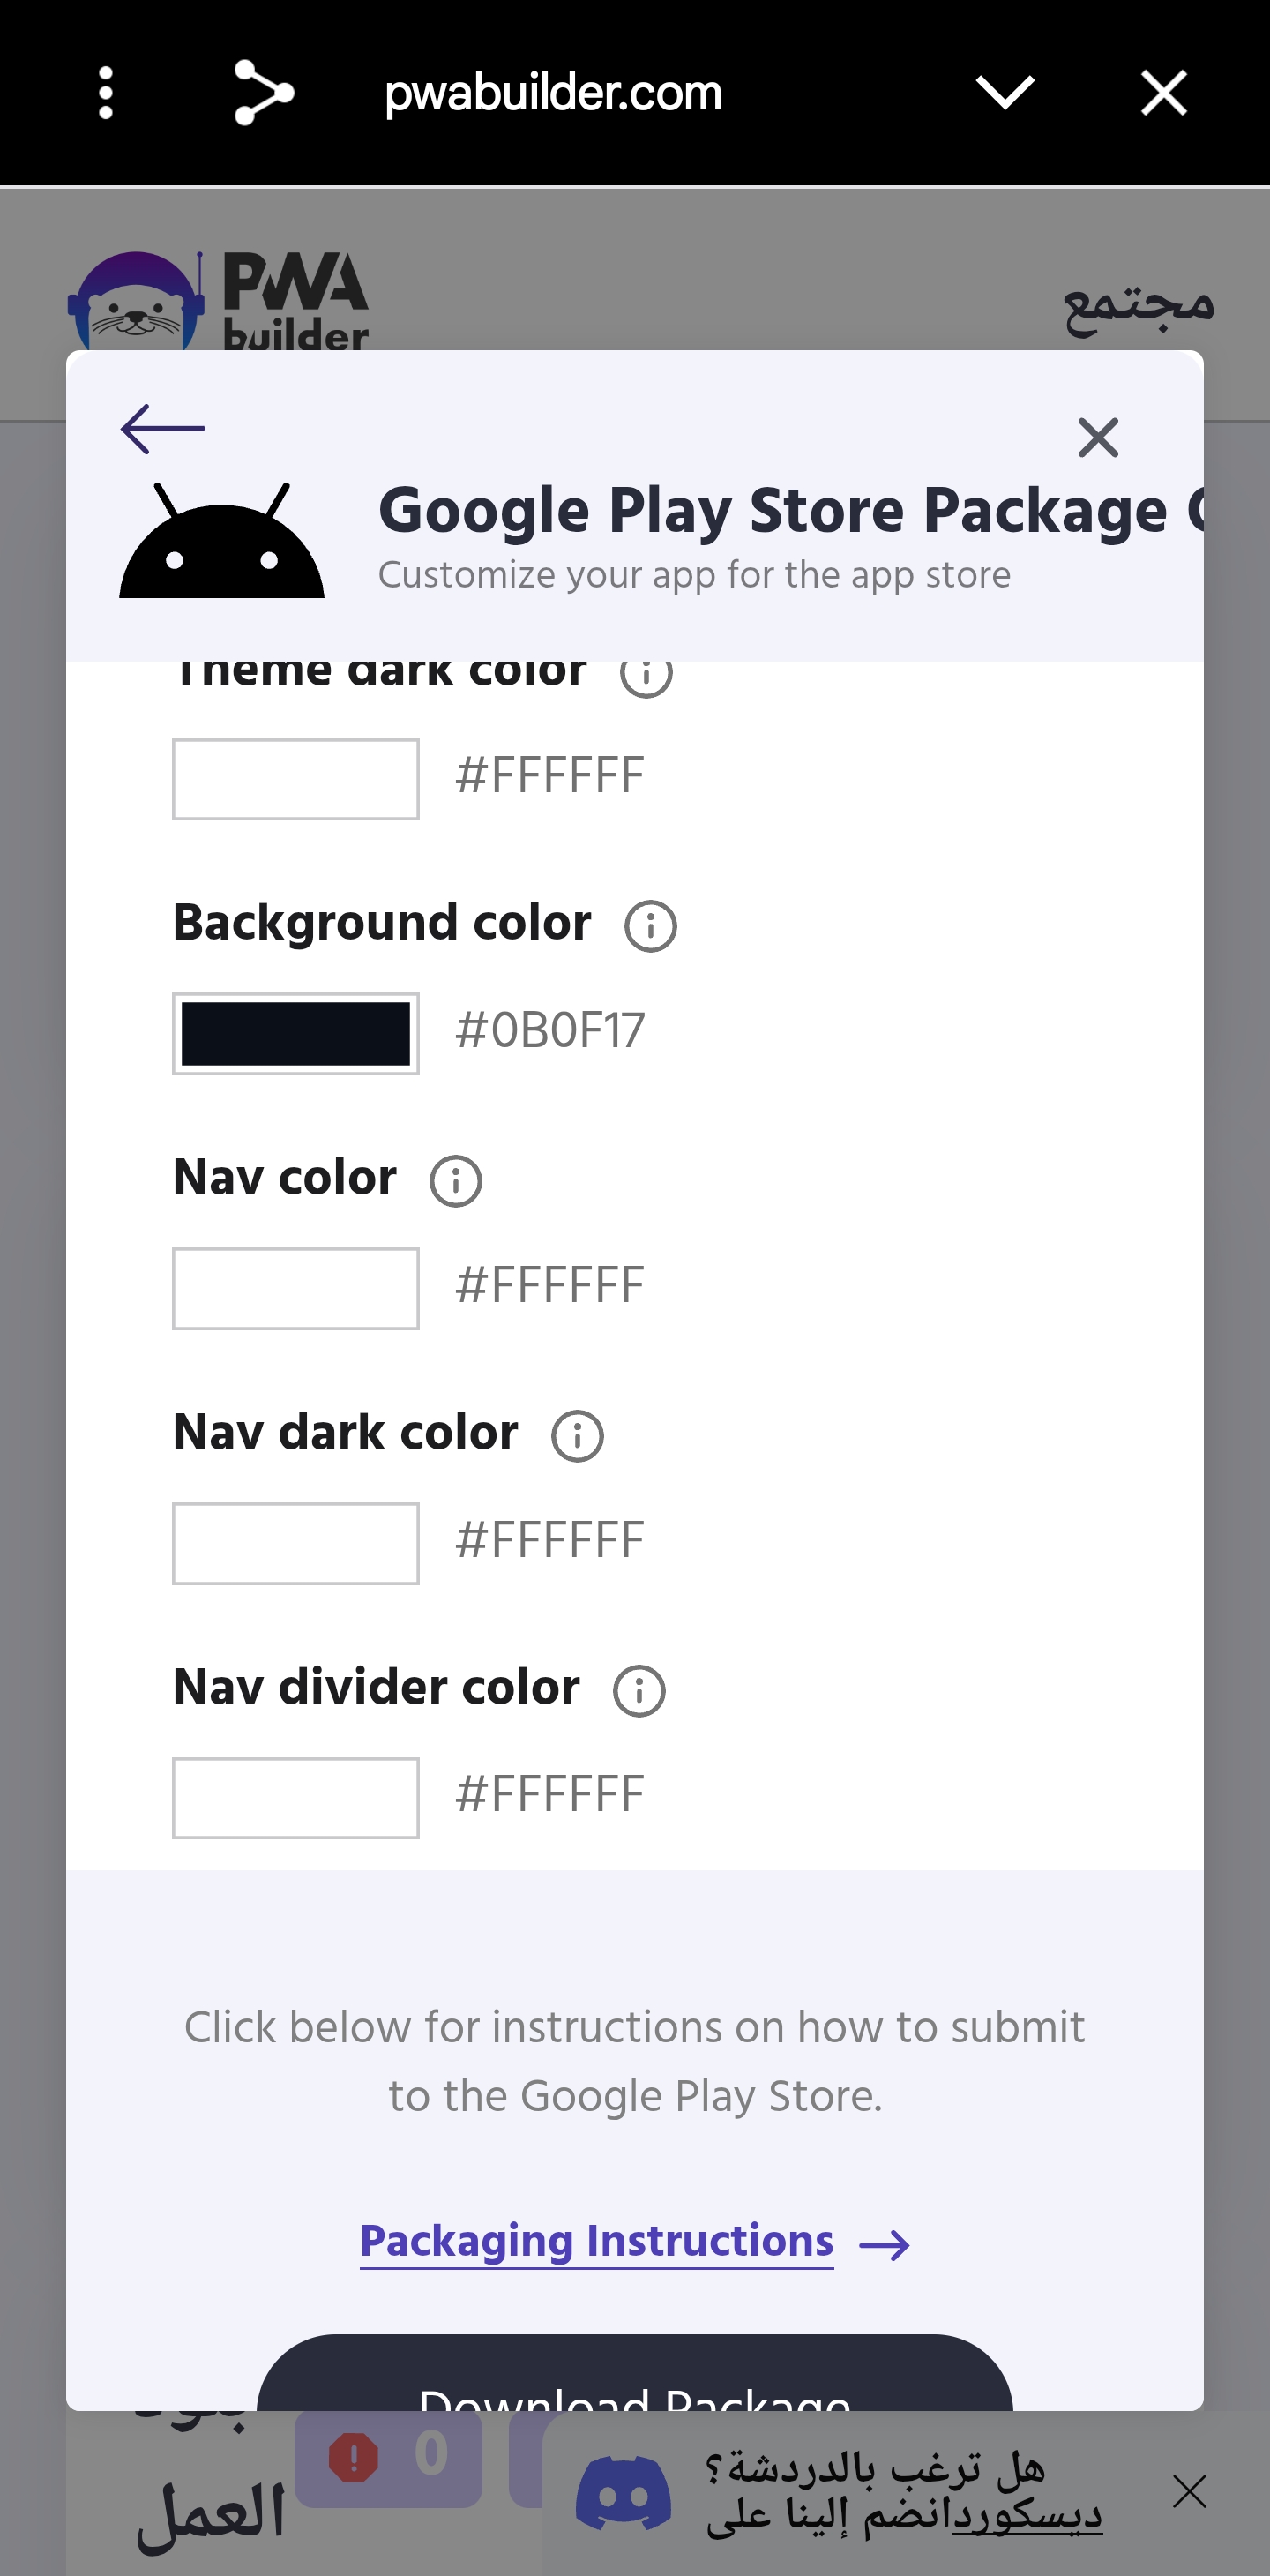 pwabuilder.com
PWA
builder
مجتمع
Google Play Store Package
Customize your app for the app store
Theme dark color
#FFFFFF
Background color
#0B0F17
Nav color
#FFFFFF
Nav dark color
#FFFFFF
Nav divider color
#FFFFFF
Click below for instructions on how to submit
to the Google Play Store.
Packaging Instructions
Download Package
0
العمل
هل ترغب بالدردشة؟
ديسكوردانضم إلينا على